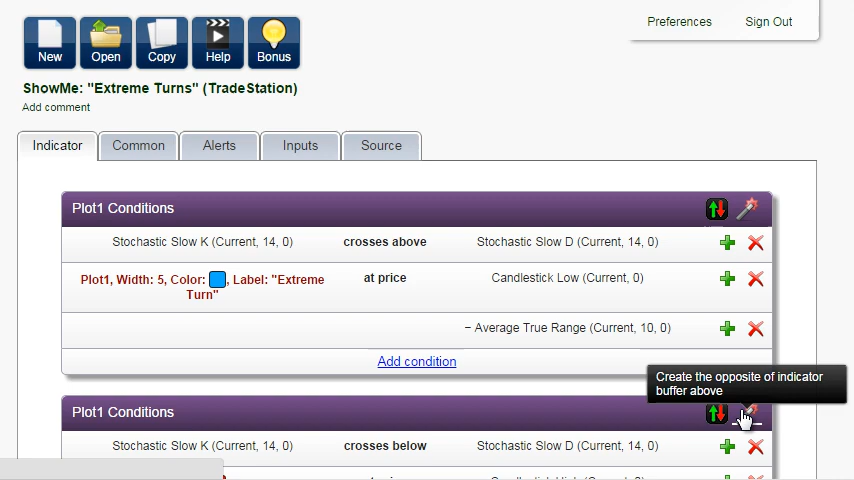 Preferences
Sign Out
New
Open
Copy
Help
Bonus
ShowMe: "Extreme Turns" (TradeStation)
Add comment
Indicator
Common
Alerts
Inputs
Source
Plot1 Conditions
Stochastic Slow K (Current, 14, 0)
crosses above
Stochastic Slow D (Current, 14, 0)
Plot1, Width: 5, Color: , Label: "Extreme
Turn"
at price
Candlestick Low (Current, 0)
− Average True Range (Current, 10, 0)
Add condition
Create the opposite of indicator
buffer above
Plot1 Conditions
Stochastic Slow K (Current, 14, 0)
crosses below
Stochastic Slow D (Current, 14, 0)